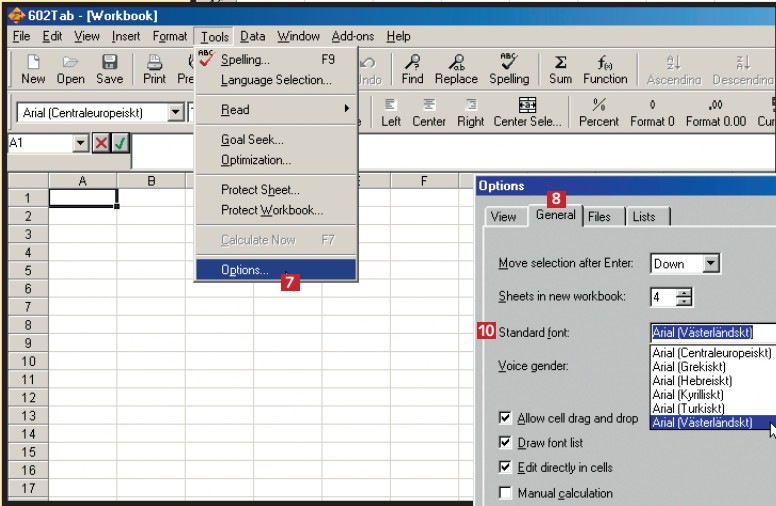 602Tab - [Workbook]
File Edit View Insert Format Tools Data Window Add-ons Help
New Open Save Print Undo Find Replace Spelling Sum Function Ascending Descending
ABC Spelling... F9
Language Selection...
Read
Goal Seek...
Optimization...
Protect Sheet...
Protect Workbook...
Calculate Now F7
Options...
7
Arial (Centraleuropeiskt)
Left Center Right Center Sele... Percent Format 0 Format 0.00
A1
A B F
1
2
3
4
5
6
7
8
9
10
11
12
13
14
15
16
17
Options
8
View General Files Lists
Move selection after Enter: Down
Sheets in new workbook: 4
10 Standard font: Arial (Västerländskt)
Arial (Centraleuropeiskt)
Arial (Grekiskt)
Arial (Hebreiskt)
Arial (Kyrilliskt)
Arial (Turkiskt)
Arial (Västerländskt)
Voice gender:
Allow cell drag and drop
Draw font list
Edit directly in cells
Manual calculation